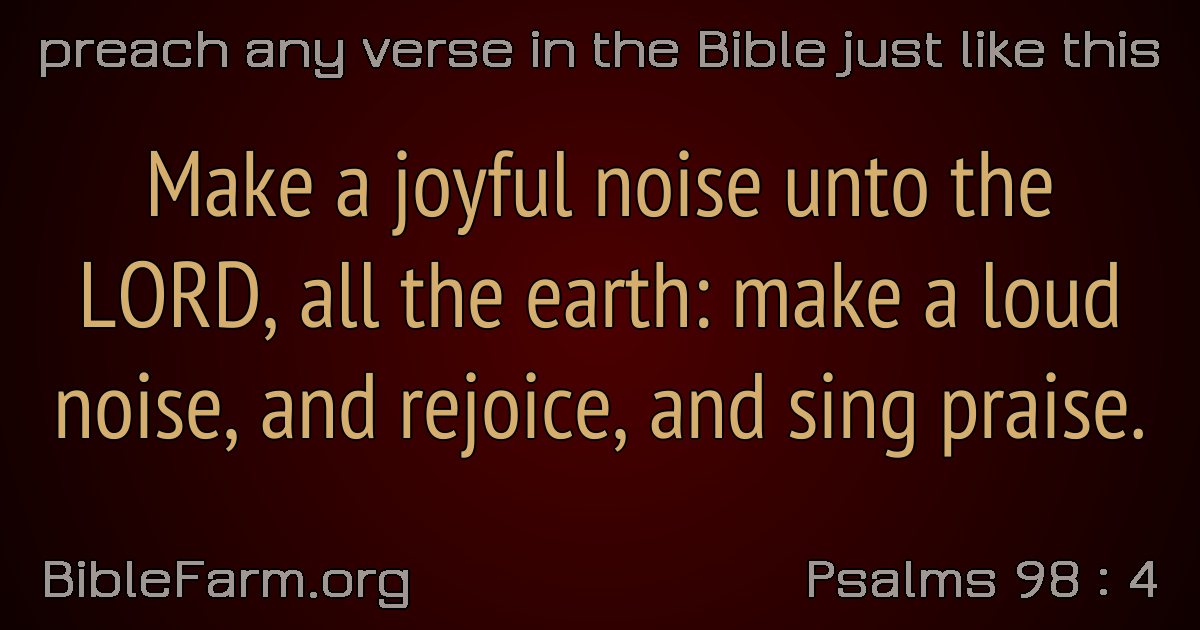 preach any verse in the Bible just like this
Make a joyful noise unto the
LORD, all the earth: make a loud
noise, and rejoice, and sing praise.
BibleFarm.org
Psalms 98 : 4